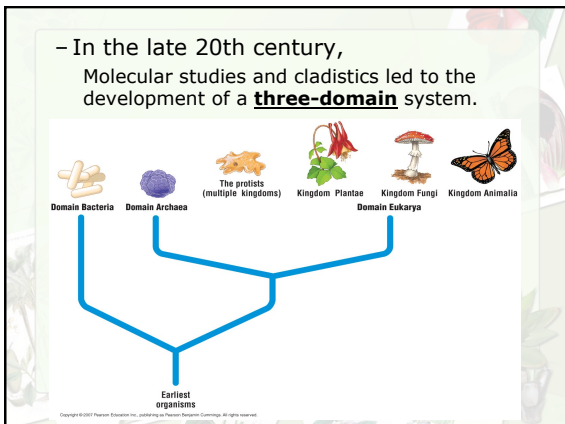 – In the late 20th century,
Molecular studies and cladistics led to the
development of a three-domain system.
The protists
(multiple kingdoms)
Kingdom Plantae
Kingdom Fungi
Kingdom Animalia
Domain Bacteria
Domain Archaea
Domain Eukarya
Earliest
organisms
Copyright © 2007 Pearson Education Inc., publishing as Pearson Benjamin Cummings. All rights reserved.